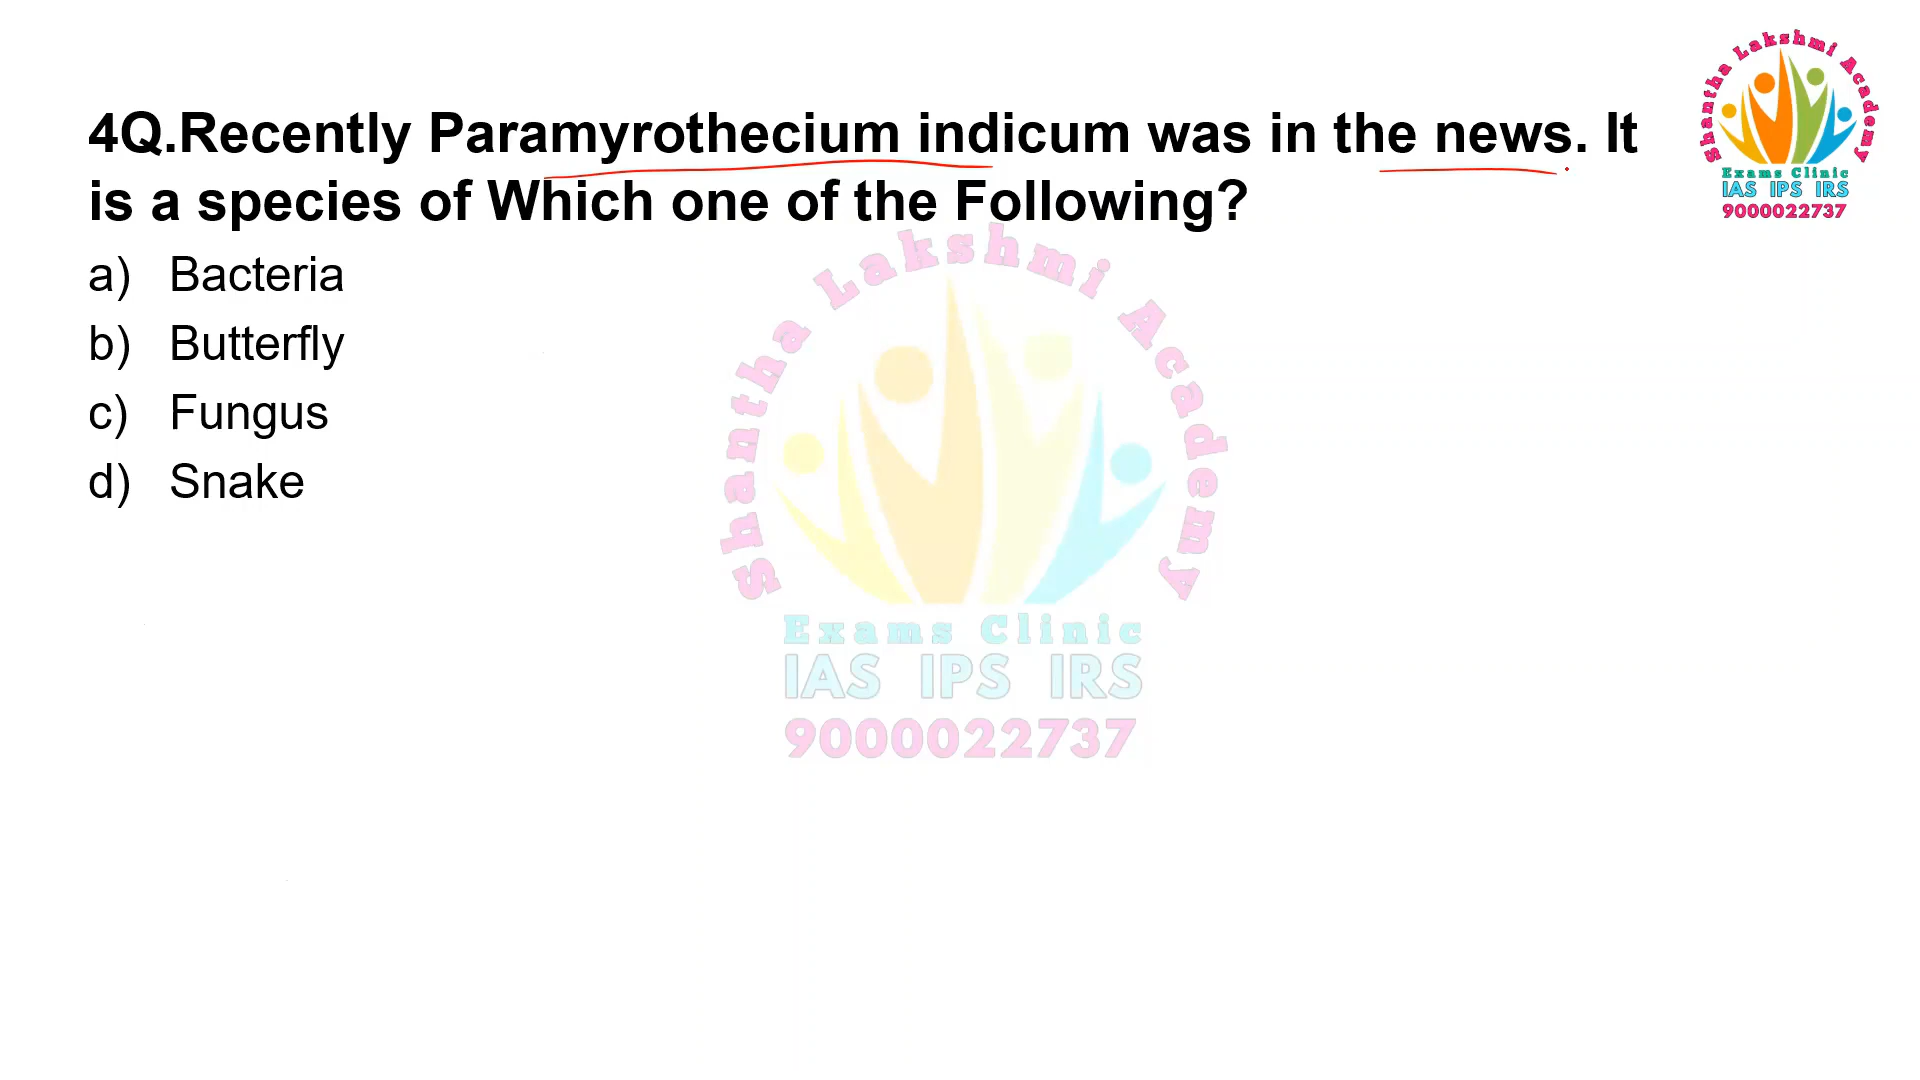 4Q.Recently Paramyrothecium indicum was in the news. It
is a species of Which one of the Following?
a) Bacteria
b) Butterfly
c) Fungus
d) Snake
Shantha Lakshmi Academy
Exams Clinic
IAS IPS IRS
9000022737
Shantha Lakshmi Academy
Exams Clinic
IAS IPS IRS
9000022737